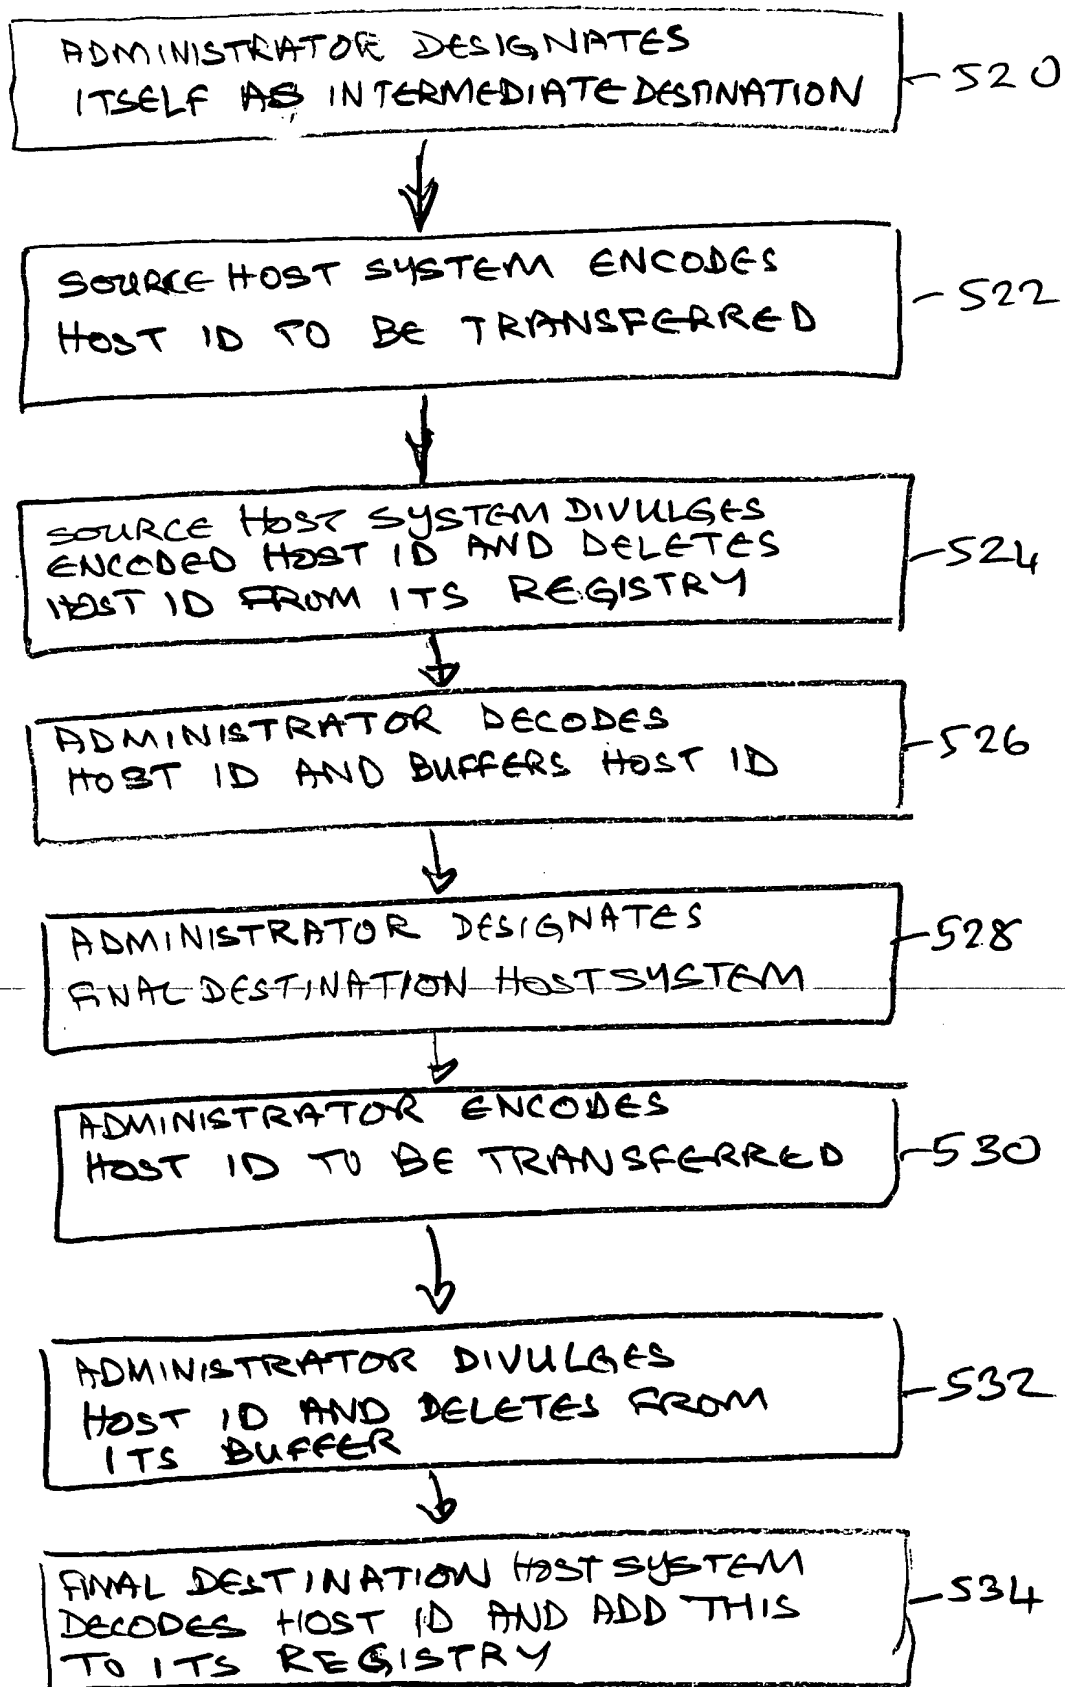 ADMINISTRATOR DESIGNATES
ITSELF AS INTERMEDIATE DESTINATION
520
SOURCE HOST SYSTEM ENCODES
HOST ID TO BE TRANSFERRED
522
SOURCE HOST SYSTEM DIVULGES
ENCODED HOST ID AND DELETES
HOST ID FROM ITS REGISTRY
524
ADMINISTRATOR DECODES
HOST ID AND BUFFERS HOST ID
526
ADMINISTRATOR DESIGNATES
FINAL DESTINATION HOST SYSTEM
528
ADMINISTRATOR ENCODES
HOST ID TO BE TRANSFERRED
530
ADMINISTRATOR DIVULGES
HOST ID AND DELETES FROM
ITS BUFFER
532
FINAL DESTINATION HOST SYSTEM
DECODES HOST ID AND ADD THIS
TO ITS REGISTRY
534